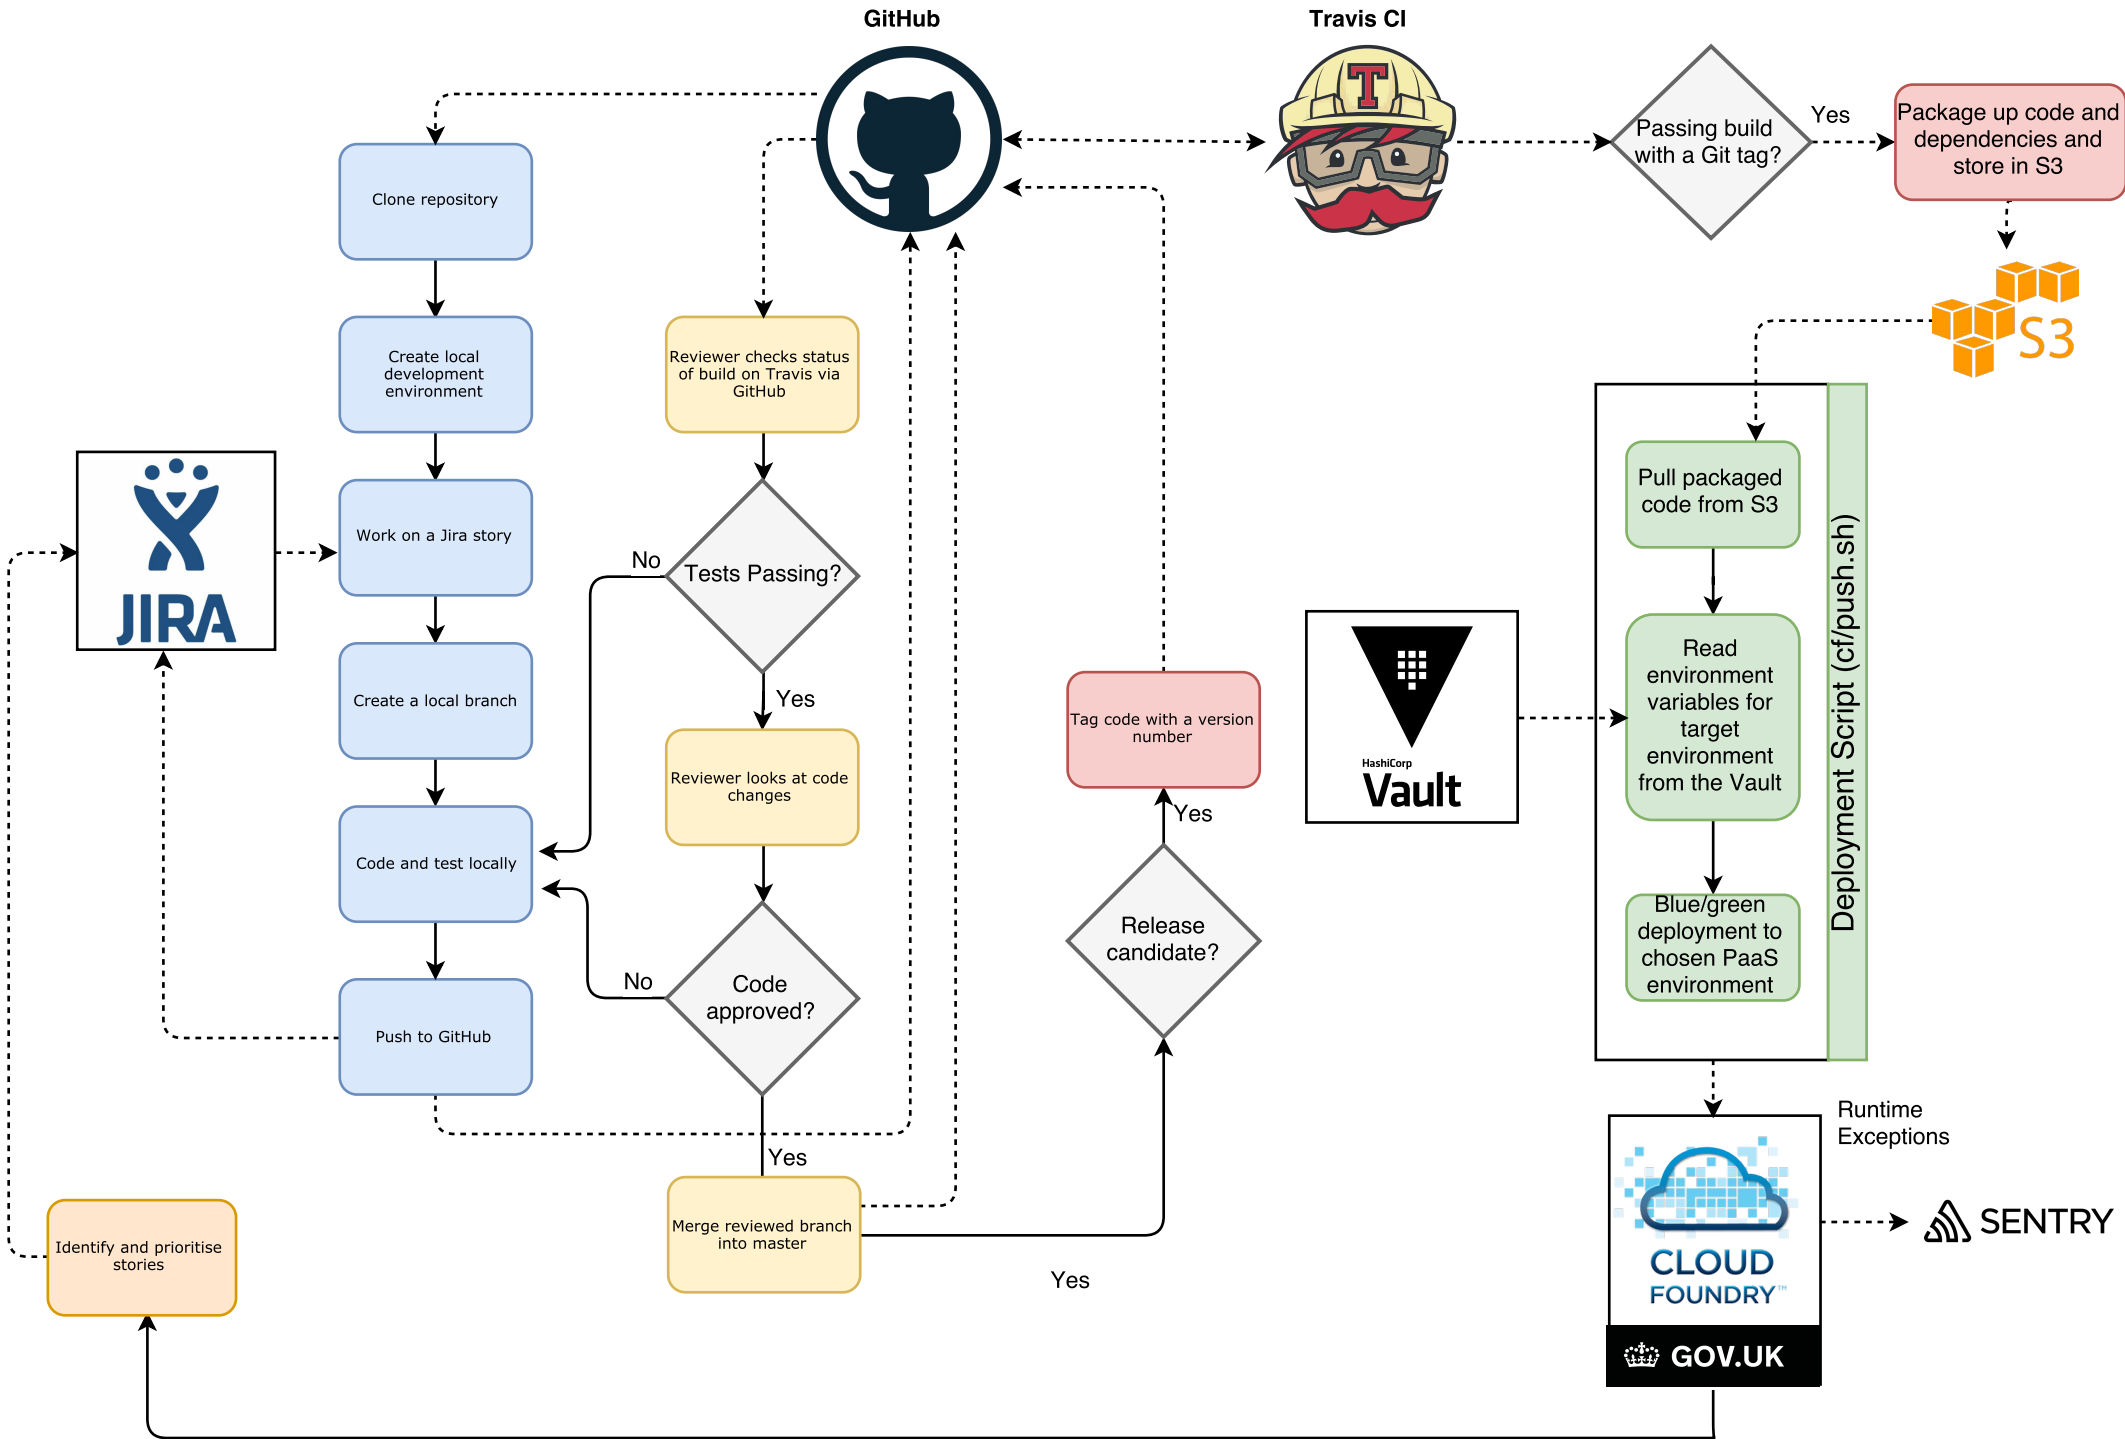 GitHub
Travis CI
T
Passing build
with a Git tag?
Yes
Package up code and
dependencies and
store in S3
S3
Clone repository
Create local
development
environment
Reviewer checks status
of build on Travis via
GitHub
JIRA
Work on a Jira story
No
Tests Passing?
Yes
Create a local branch
Reviewer looks at code
changes
Code and test locally
No
Code
approved?
Push to GitHub
Yes
Merge reviewed branch
into master
Yes
Identify and prioritise
stories
Tag code with a version
number
Yes
Release
candidate?
HashiCorp
Vault
Pull packaged
code from S3
Read
environment
variables for
target
environment
from the Vault
Blue/green
deployment to
chosen PaaS
environment
Deployment Script (cf/push.sh)
Runtime
Exceptions
CLOUD
FOUNDRY™
GOV.UK
SENTRY